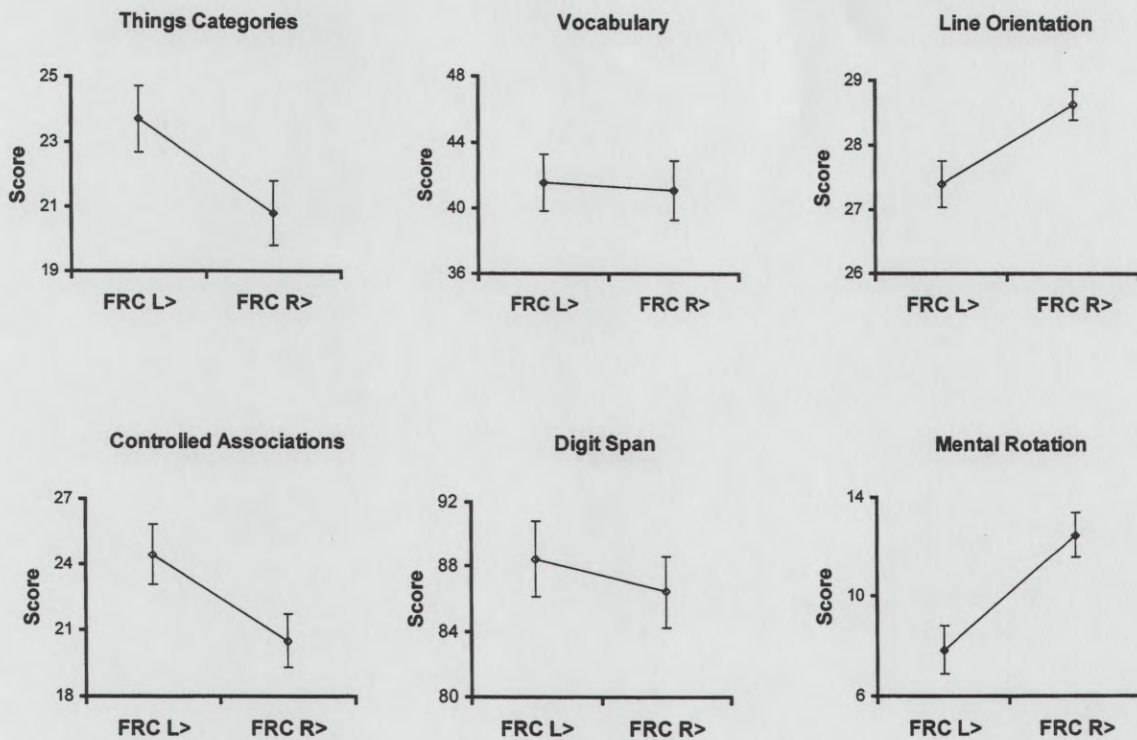 Things Categories
Score
25
23
21
19
FRC L> FRC R>
Vocabulary
Score
48
44
40
36
FRC L> FRC R>
Line Orientation
Score
29
28
27
26
FRC L> FRC R>
Controlled Associations
Score
27
24
21
18
FRC L> FRC R>
Digit Span
Score
92
88
84
80
FRC L> FRC R>
Mental Rotation
Score
14
10
6
FRC L> FRC R>